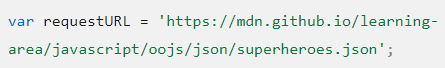 var requestURL = 'https://mdn.github.io/learning-
area/javascript/oojs/json/superheroes.json';